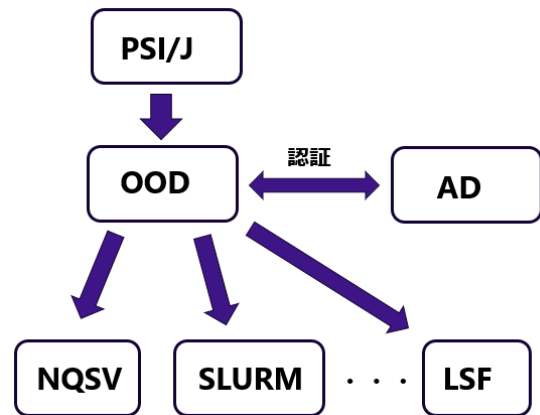 PSI/J
認証
OOD
AD
NQSV
SLURM
・・・
LSF